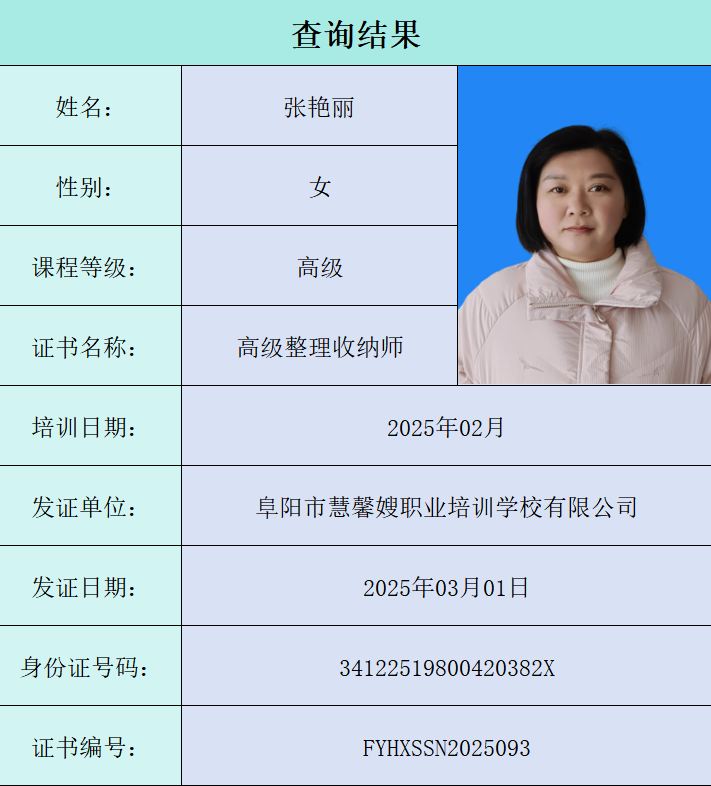 查询结果
姓名： 张艳丽
性别： 女
课程等级： 高级
证书名称： 高级整理收纳师
培训日期： 2025年02月
发证单位： 阜阳市慧馨嫂职业培训学校有限公司
发证日期： 2025年03月01日
身份证号码： 34122519800420382X
证书编号： FYHXSSN2025093